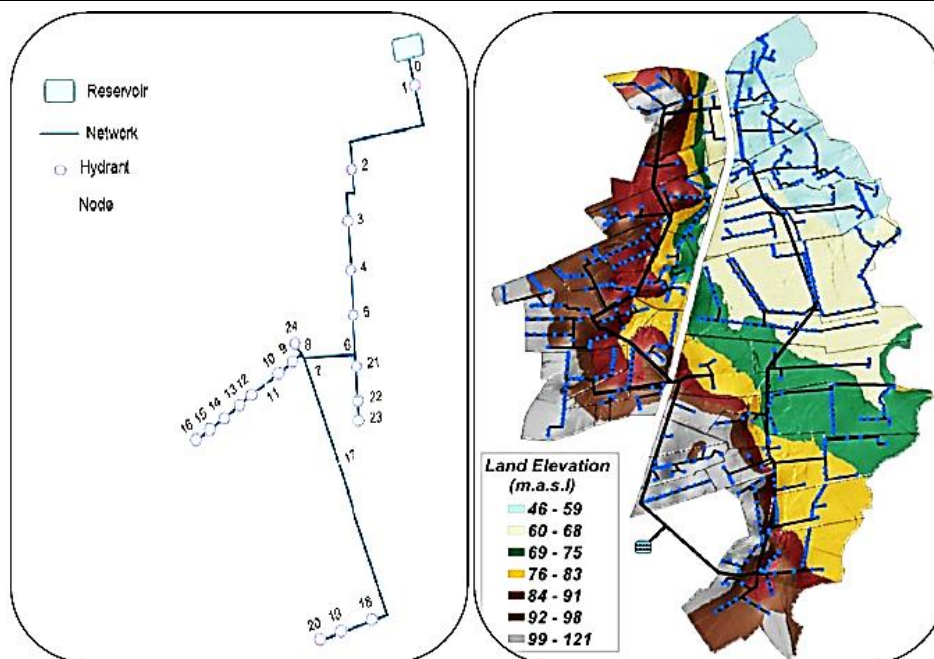 Reservoir
Network
Hydrant
Node
0
1
2
3
4
5
6
24
8
9
7
21
10
22
11
12
13
14
15
16
23
17
18
19
20
Land Elevation
(m.a.s.l)
46 - 59
60 - 68
69 - 75
76 - 83
84 - 91
92 - 98
99 - 121